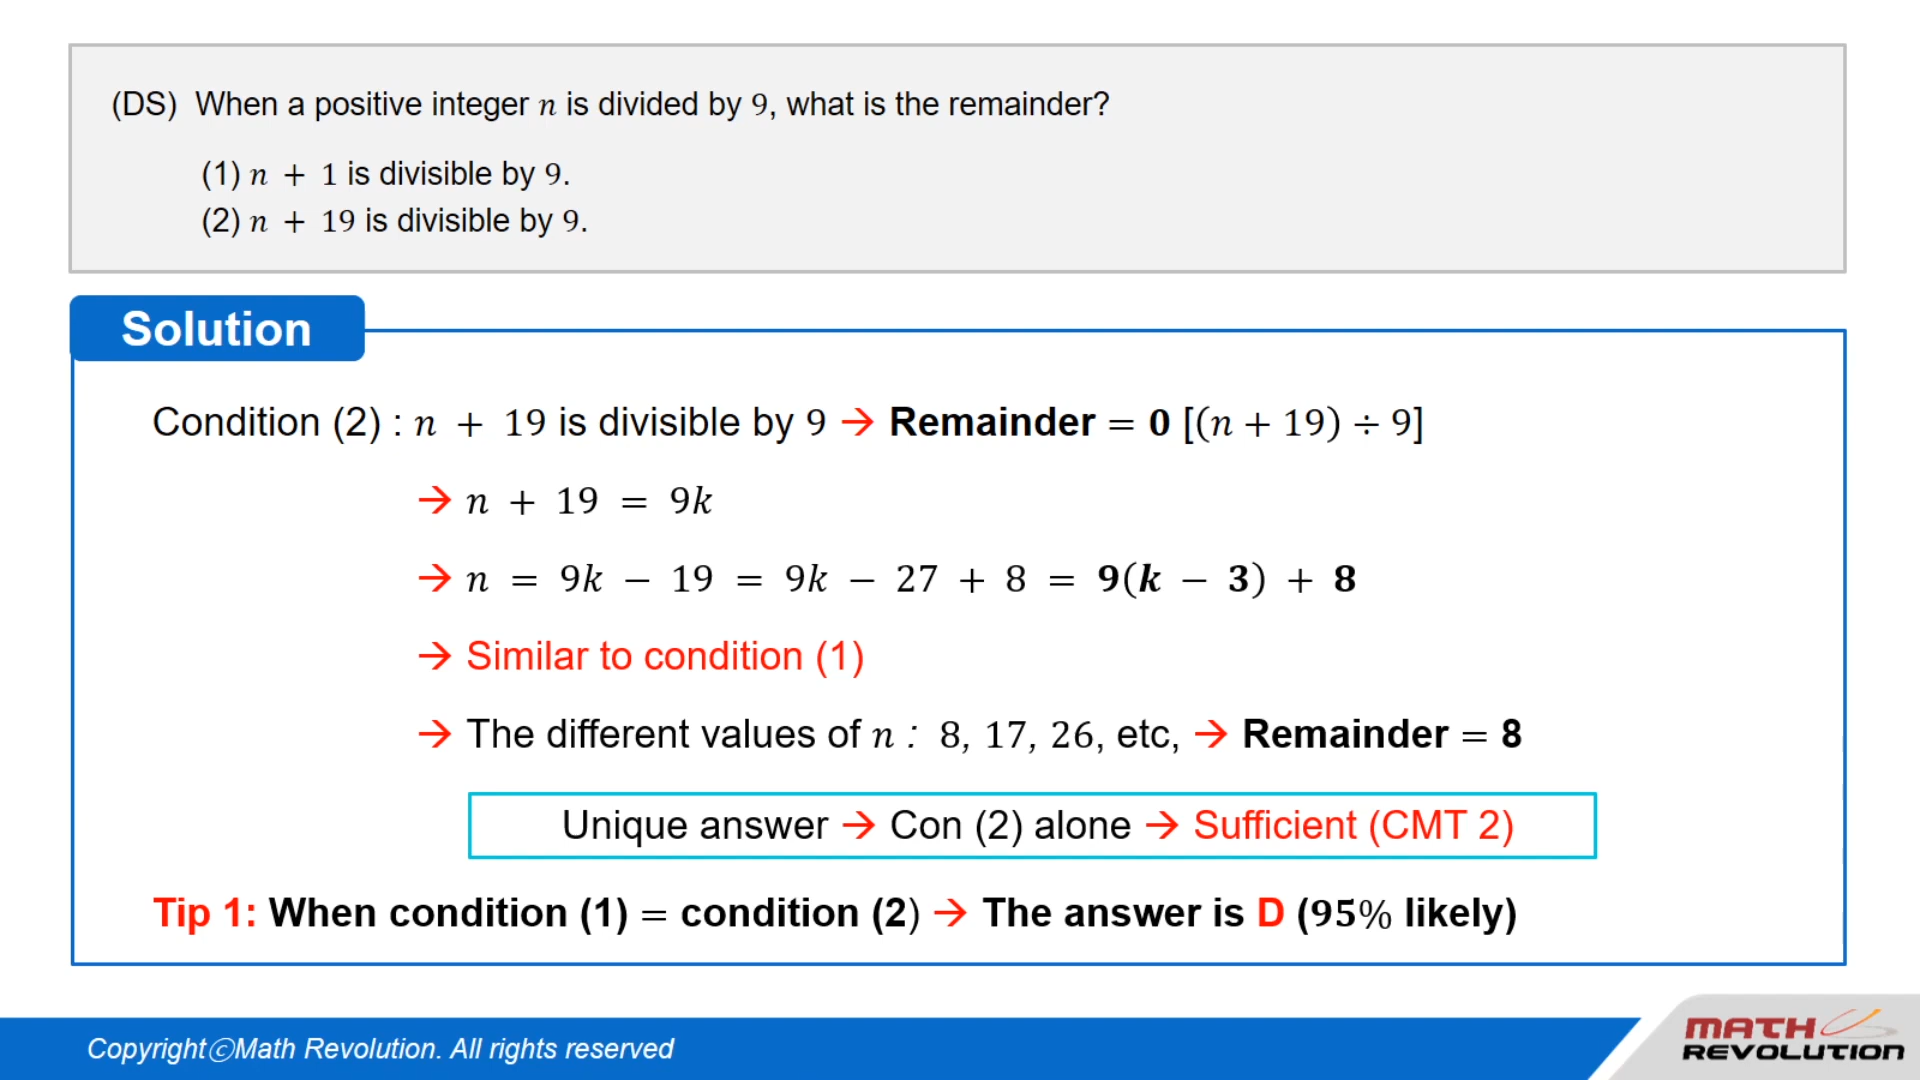 (DS) When a positive integer n is divided by 9, what is the remainder?
(1) n + 1 is divisible by 9.
(2) n + 19 is divisible by 9.
Solution
Condition (2) : n + 19 is divisible by 9 → Remainder = 0 [(n + 19) ÷ 9]
→ n + 19 = 9k
→ n = 9k − 19 = 9k − 27 + 8 = 9(k − 3) + 8
→ Similar to condition (1)
→ The different values of n : 8, 17, 26, etc, → Remainder = 8
Unique answer → Con (2) alone → Sufficient (CMT 2)
Tip 1: When condition (1) = condition (2) → The answer is D (95% likely)
CopyrightⓒMath Revolution. All rights reserved
MATH
REVOLUTION